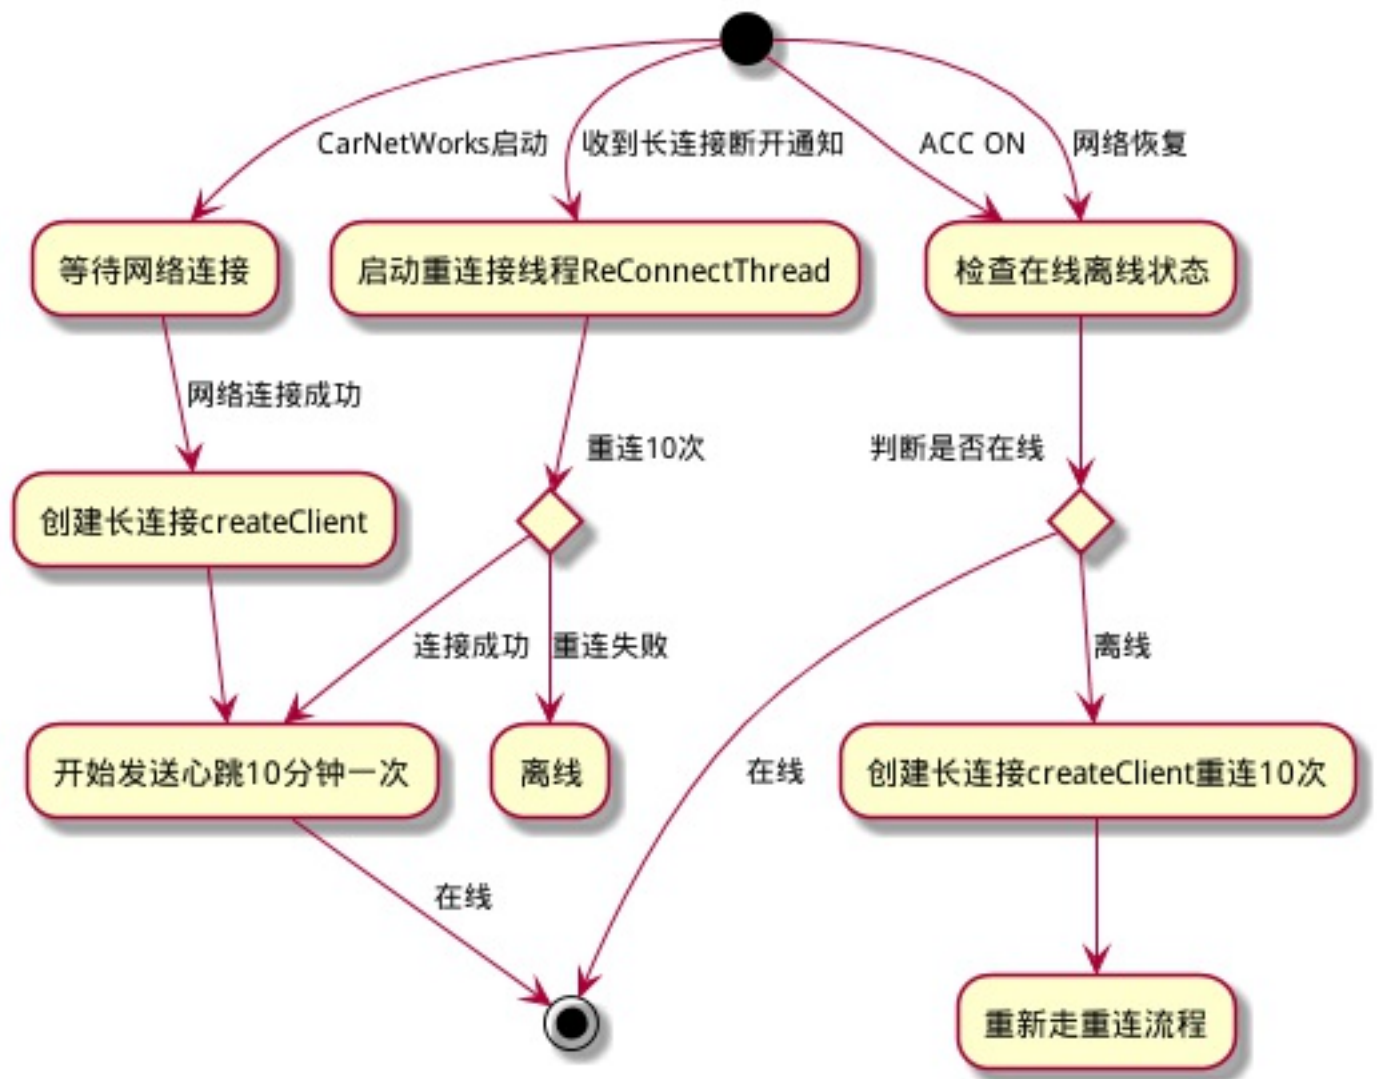 CarNetWorks启动
收到长连接断开通知
ACC ON
网络恢复
等待网络连接
启动重连接线程ReConnectThread
检查在线离线状态
网络连接成功
重连10次
判断是否在线
创建长连接createClient
连接成功
重连失败
离线
开始发送心跳10分钟一次
离线
在线
创建长连接createClient重连10次
在线
重新走重连流程